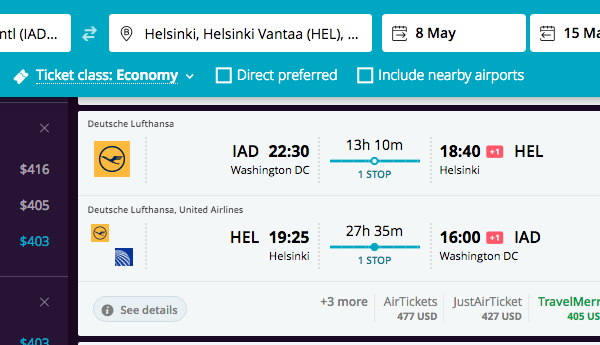 ntl (IAD...
B Helsinki, Helsinki Vantaa (HEL), ...
8 May
15 Ma
Ticket class: Economy
Direct preferred
Include nearby airports
$416
$405
$403
$403
Deutsche Lufthansa
IAD 22:30
13h 10m
18:40 +1 HEL
Washington DC
1 STOP
Helsinki
Deutsche Lufthansa, United Airlines
HEL 19:25
27h 35m
16:00 +1 IAD
Helsinki
1 STOP
Washington DC
See details
+3 more
AirTickets
477 USD
JustAirTicket
427 USD
TravelMerr
405 US